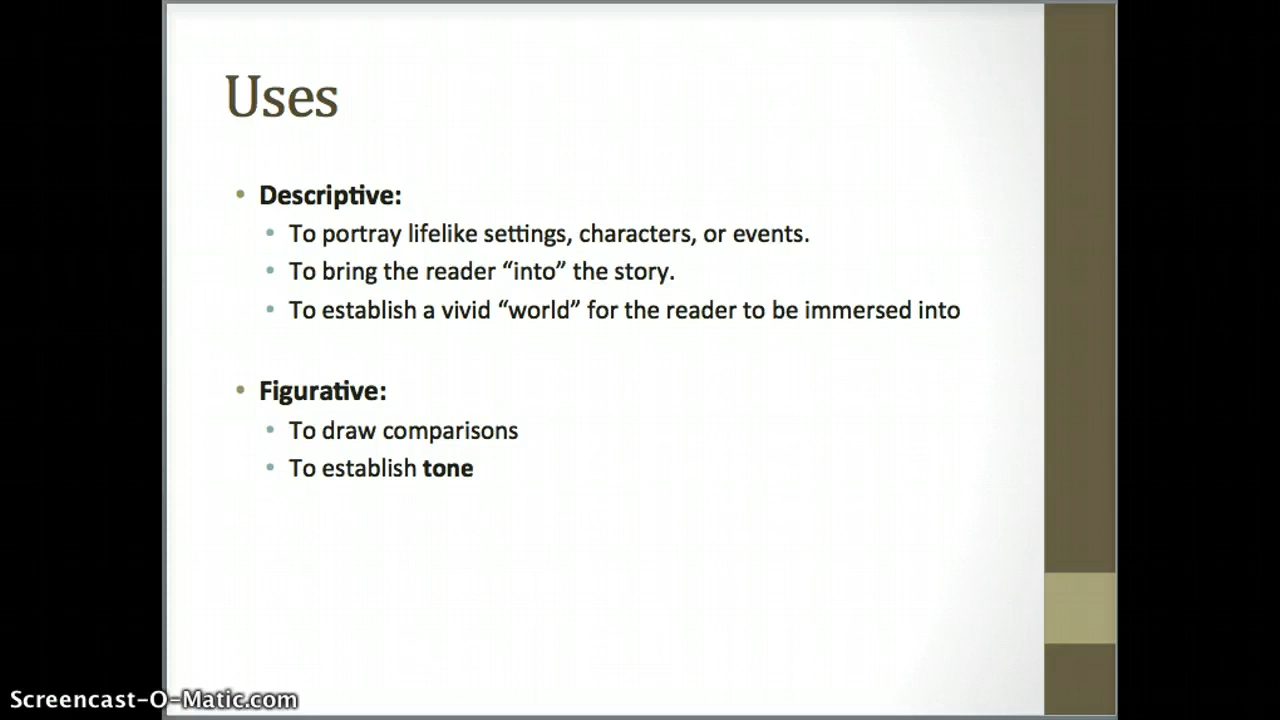 Uses
• Descriptive:
• To portray lifelike settings, characters, or events.
• To bring the reader “into” the story.
• To establish a vivid “world” for the reader to be immersed into
• Figurative:
• To draw comparisons
• To establish tone
Screencast-O-Matic.com